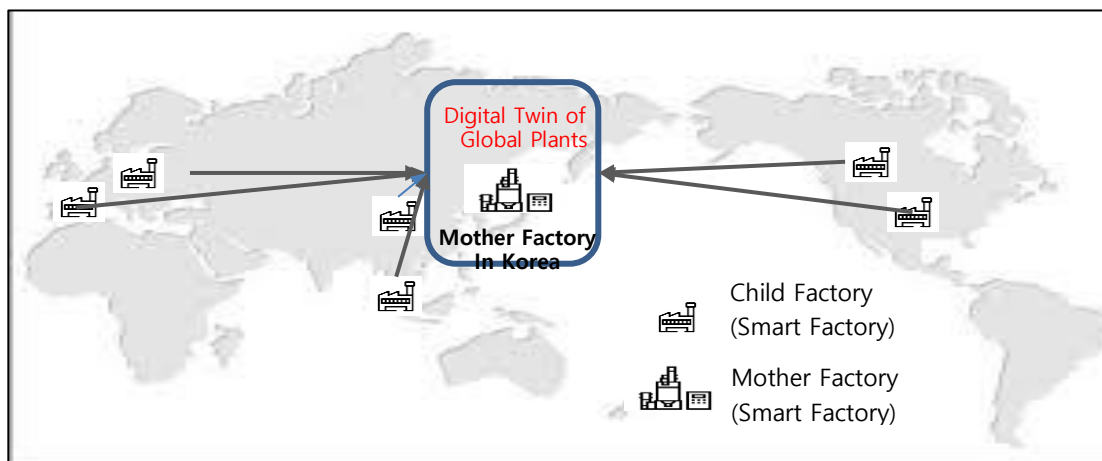 Digital Twin of
Global Plants
Mother Factory
In Korea
Child Factory
(Smart Factory)
Mother Factory
(Smart Factory)